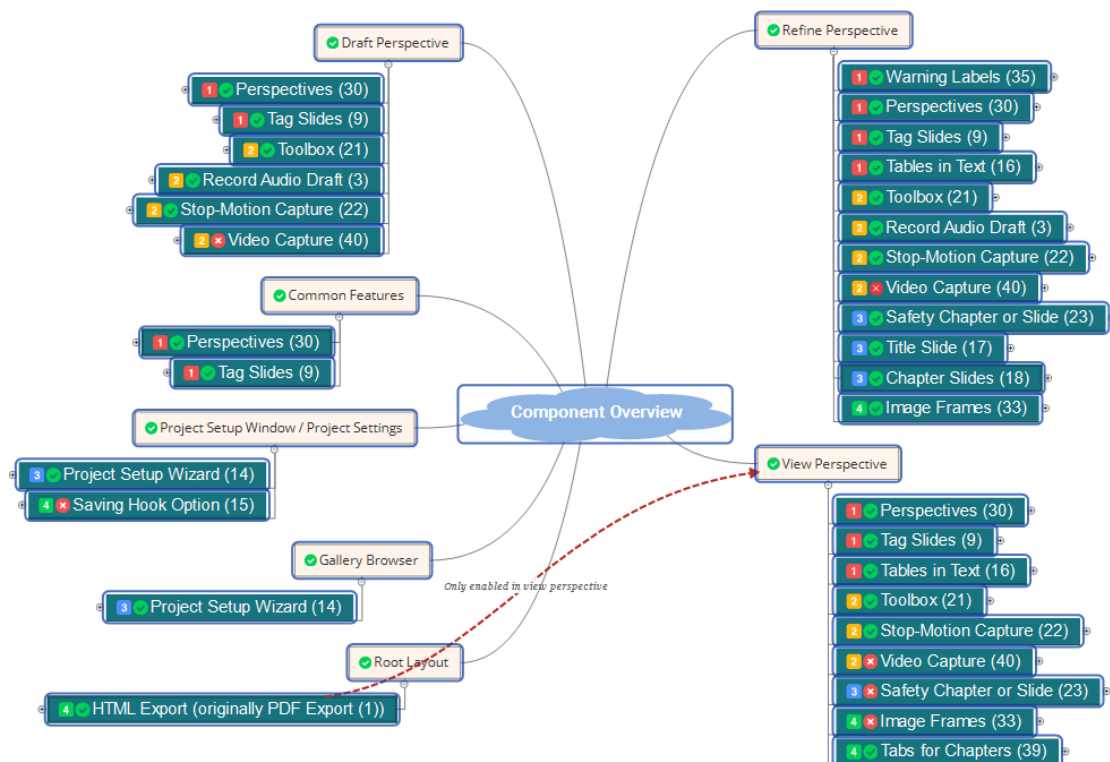 Component Overview
Draft Perspective
1 Perspectives (30)
1 Tag Slides (9)
2 Toolbox (21)
2 Record Audio Draft (3)
2 Stop-Motion Capture (22)
2 Video Capture (40)
Common Features
1 Perspectives (30)
1 Tag Slides (9)
Project Setup Window / Project Settings
3 Project Setup Wizard (14)
4 Saving Hook Option (15)
Gallery Browser
3 Project Setup Wizard (14)
Root Layout
4 HTML Export (originally PDF Export (1))
Only enabled in view perspective
Refine Perspective
1 Warning Labels (35)
1 Perspectives (30)
1 Tag Slides (9)
1 Tables in Text (16)
2 Toolbox (21)
2 Record Audio Draft (3)
2 Stop-Motion Capture (22)
2 Video Capture (40)
3 Safety Chapter or Slide (23)
3 Title Slide (17)
3 Chapter Slides (18)
4 Image Frames (33)
View Perspective
1 Perspectives (30)
1 Tag Slides (9)
1 Tables in Text (16)
2 Toolbox (21)
2 Stop-Motion Capture (22)
2 Video Capture (40)
3 Safety Chapter or Slide (23)
4 Image Frames (33)
4 Tabs for Chapters (39)